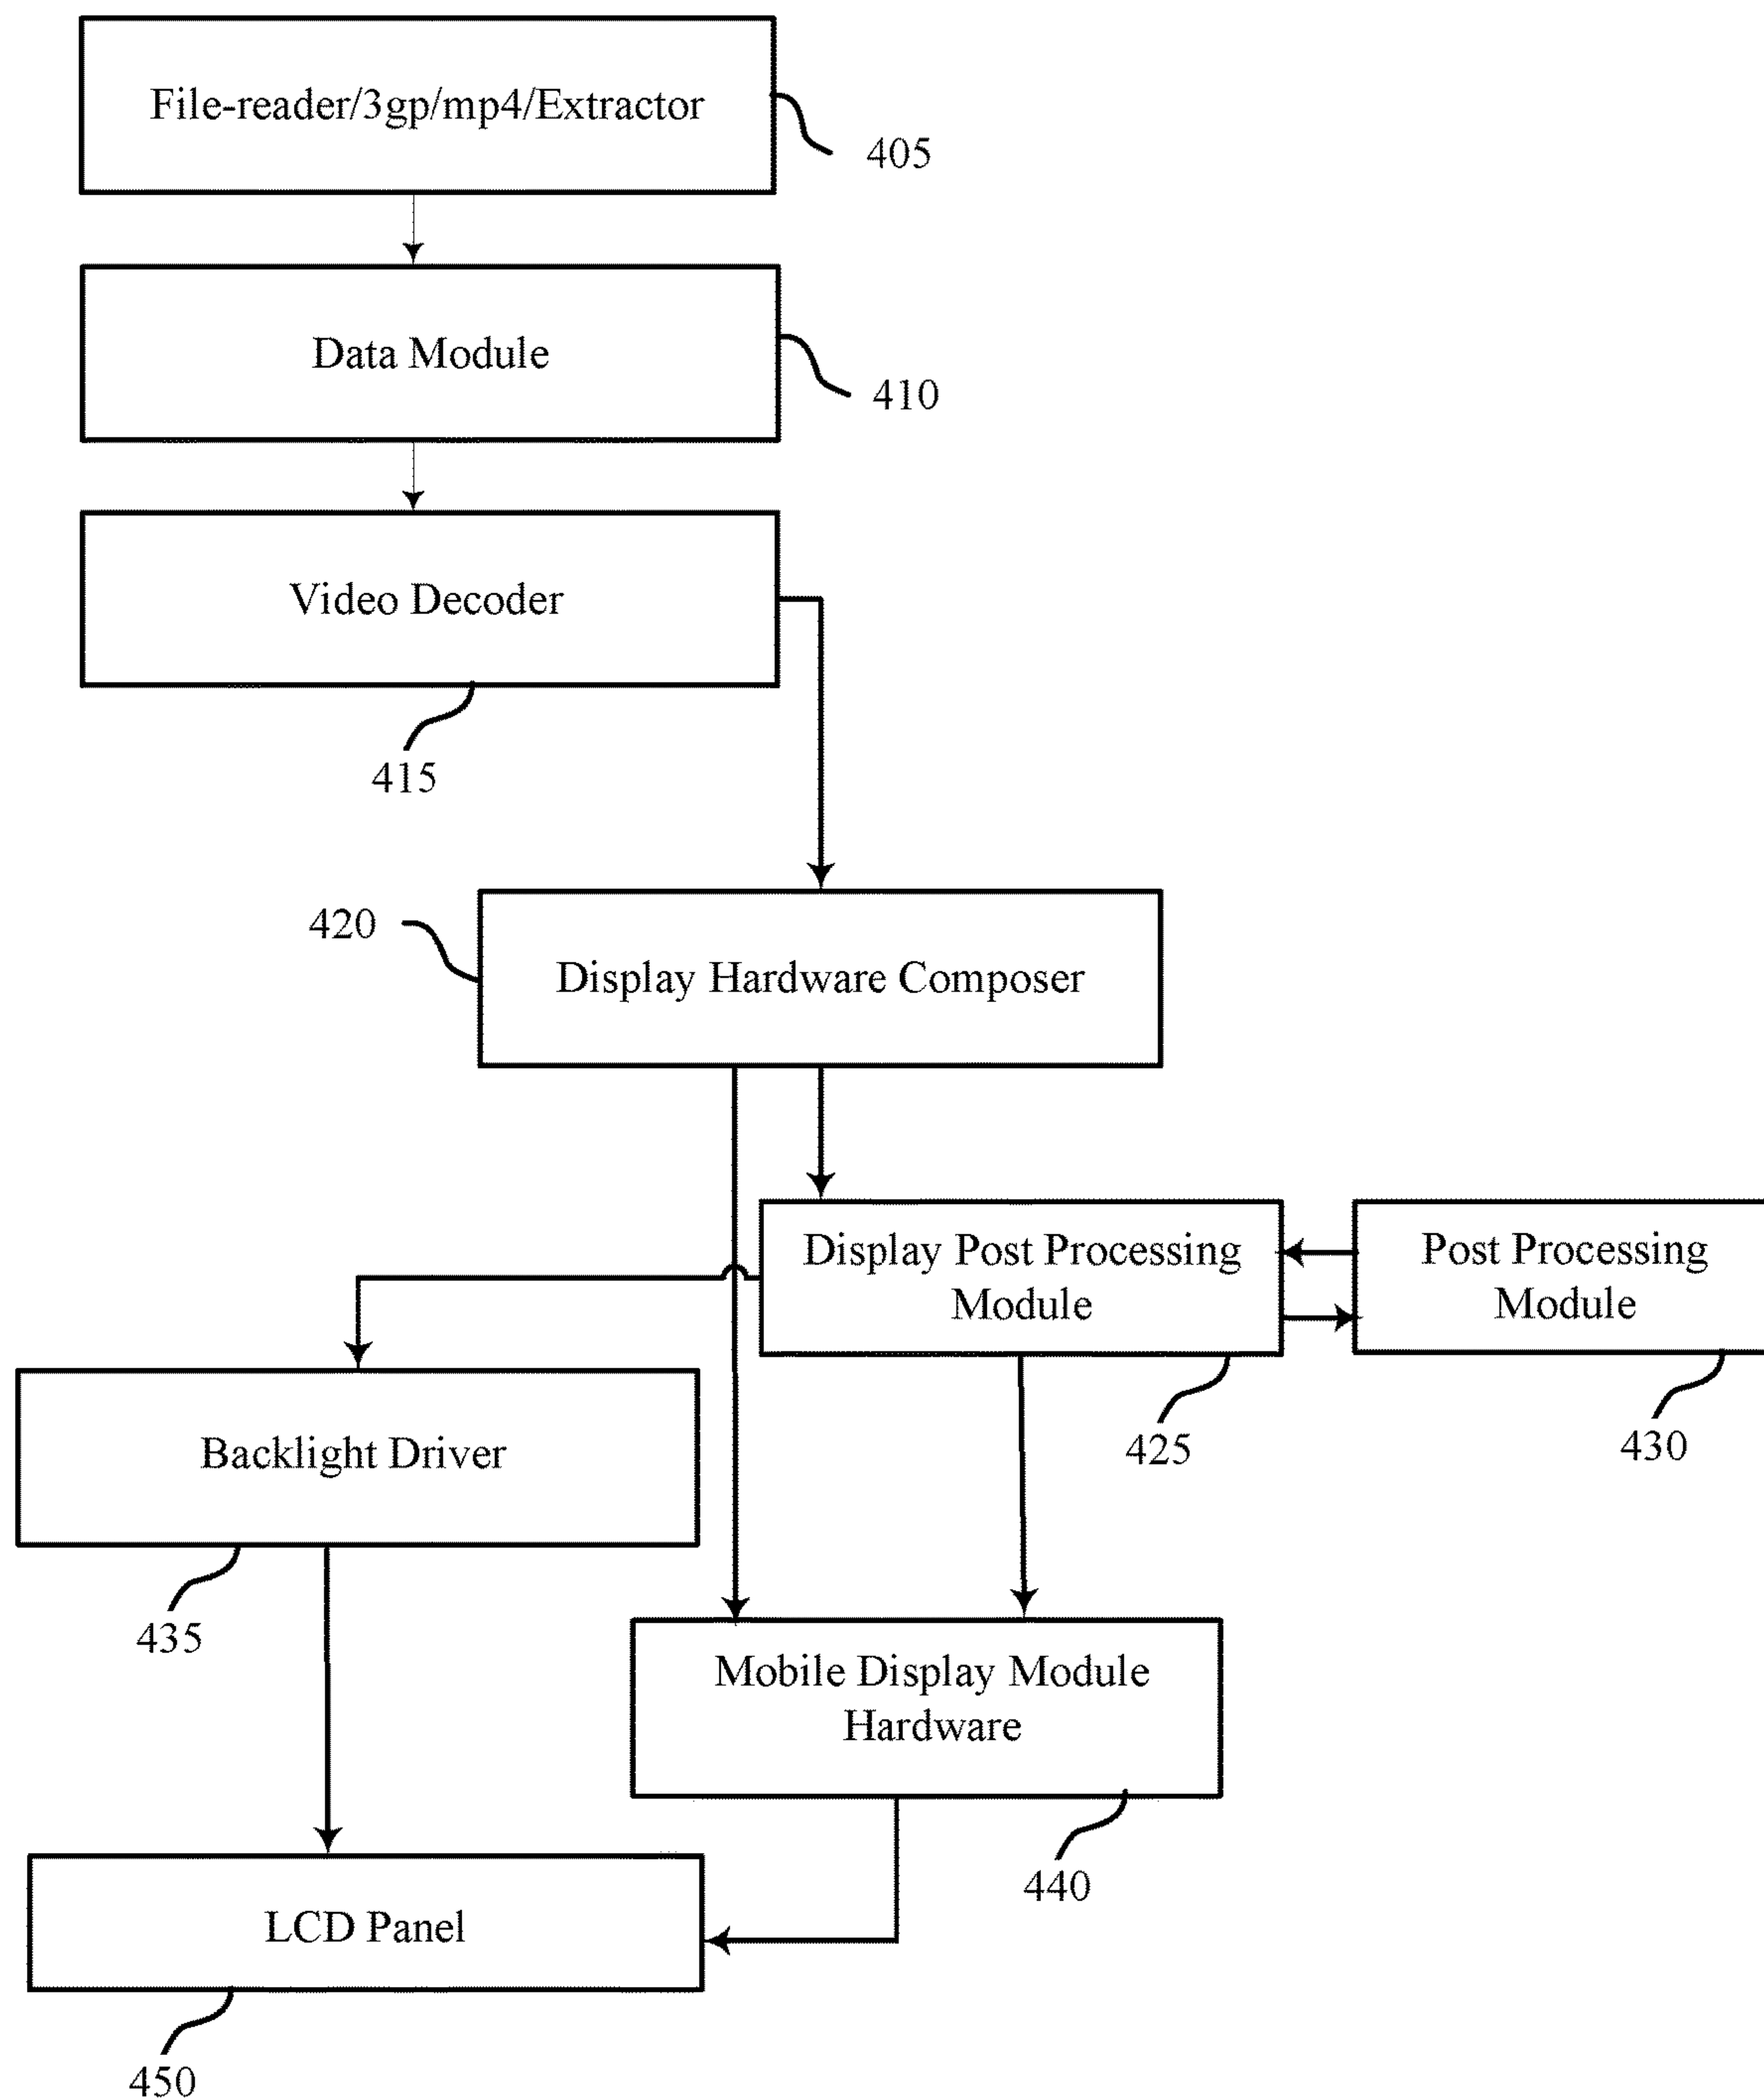 File-reader/3gp/mp4/Extractor
405
Data Module
410
Video Decoder
415
420
Display Hardware Composer
Display Post Processing
Module
Post Processing
Module
425
430
Backlight Driver
435
Mobile Display Module
Hardware
440
LCD Panel
450